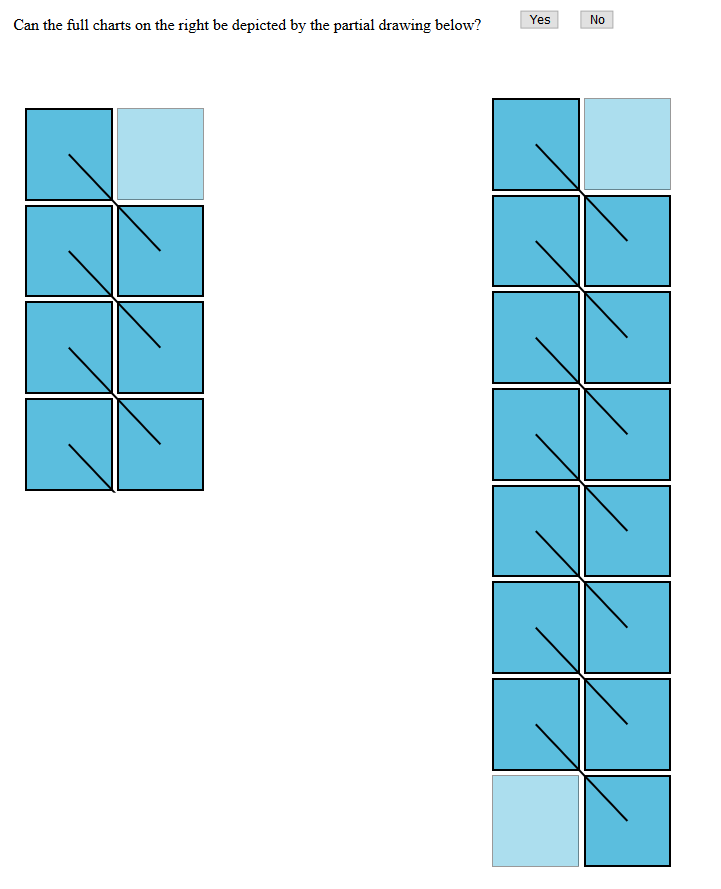 Can the full charts on the right be depicted by the partial drawing below? Yes No